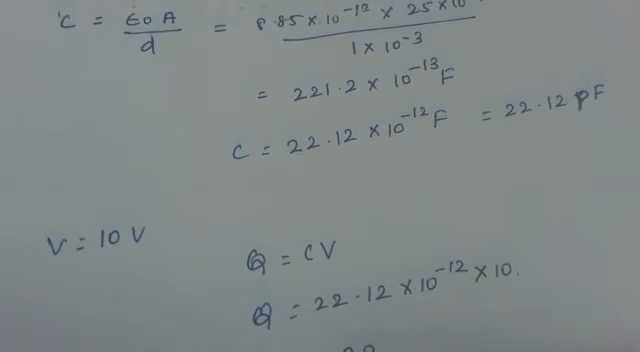 C = ε0 A / d = 8.85 × 10^-12 × 25 × 10 / 1 × 10^-3
= 221.2 × 10^-13 F
C = 22.12 × 10^-12 F = 22.12 pF
V = 10 V
Q = CV
Q = 22.12 × 10^-12 × 10.